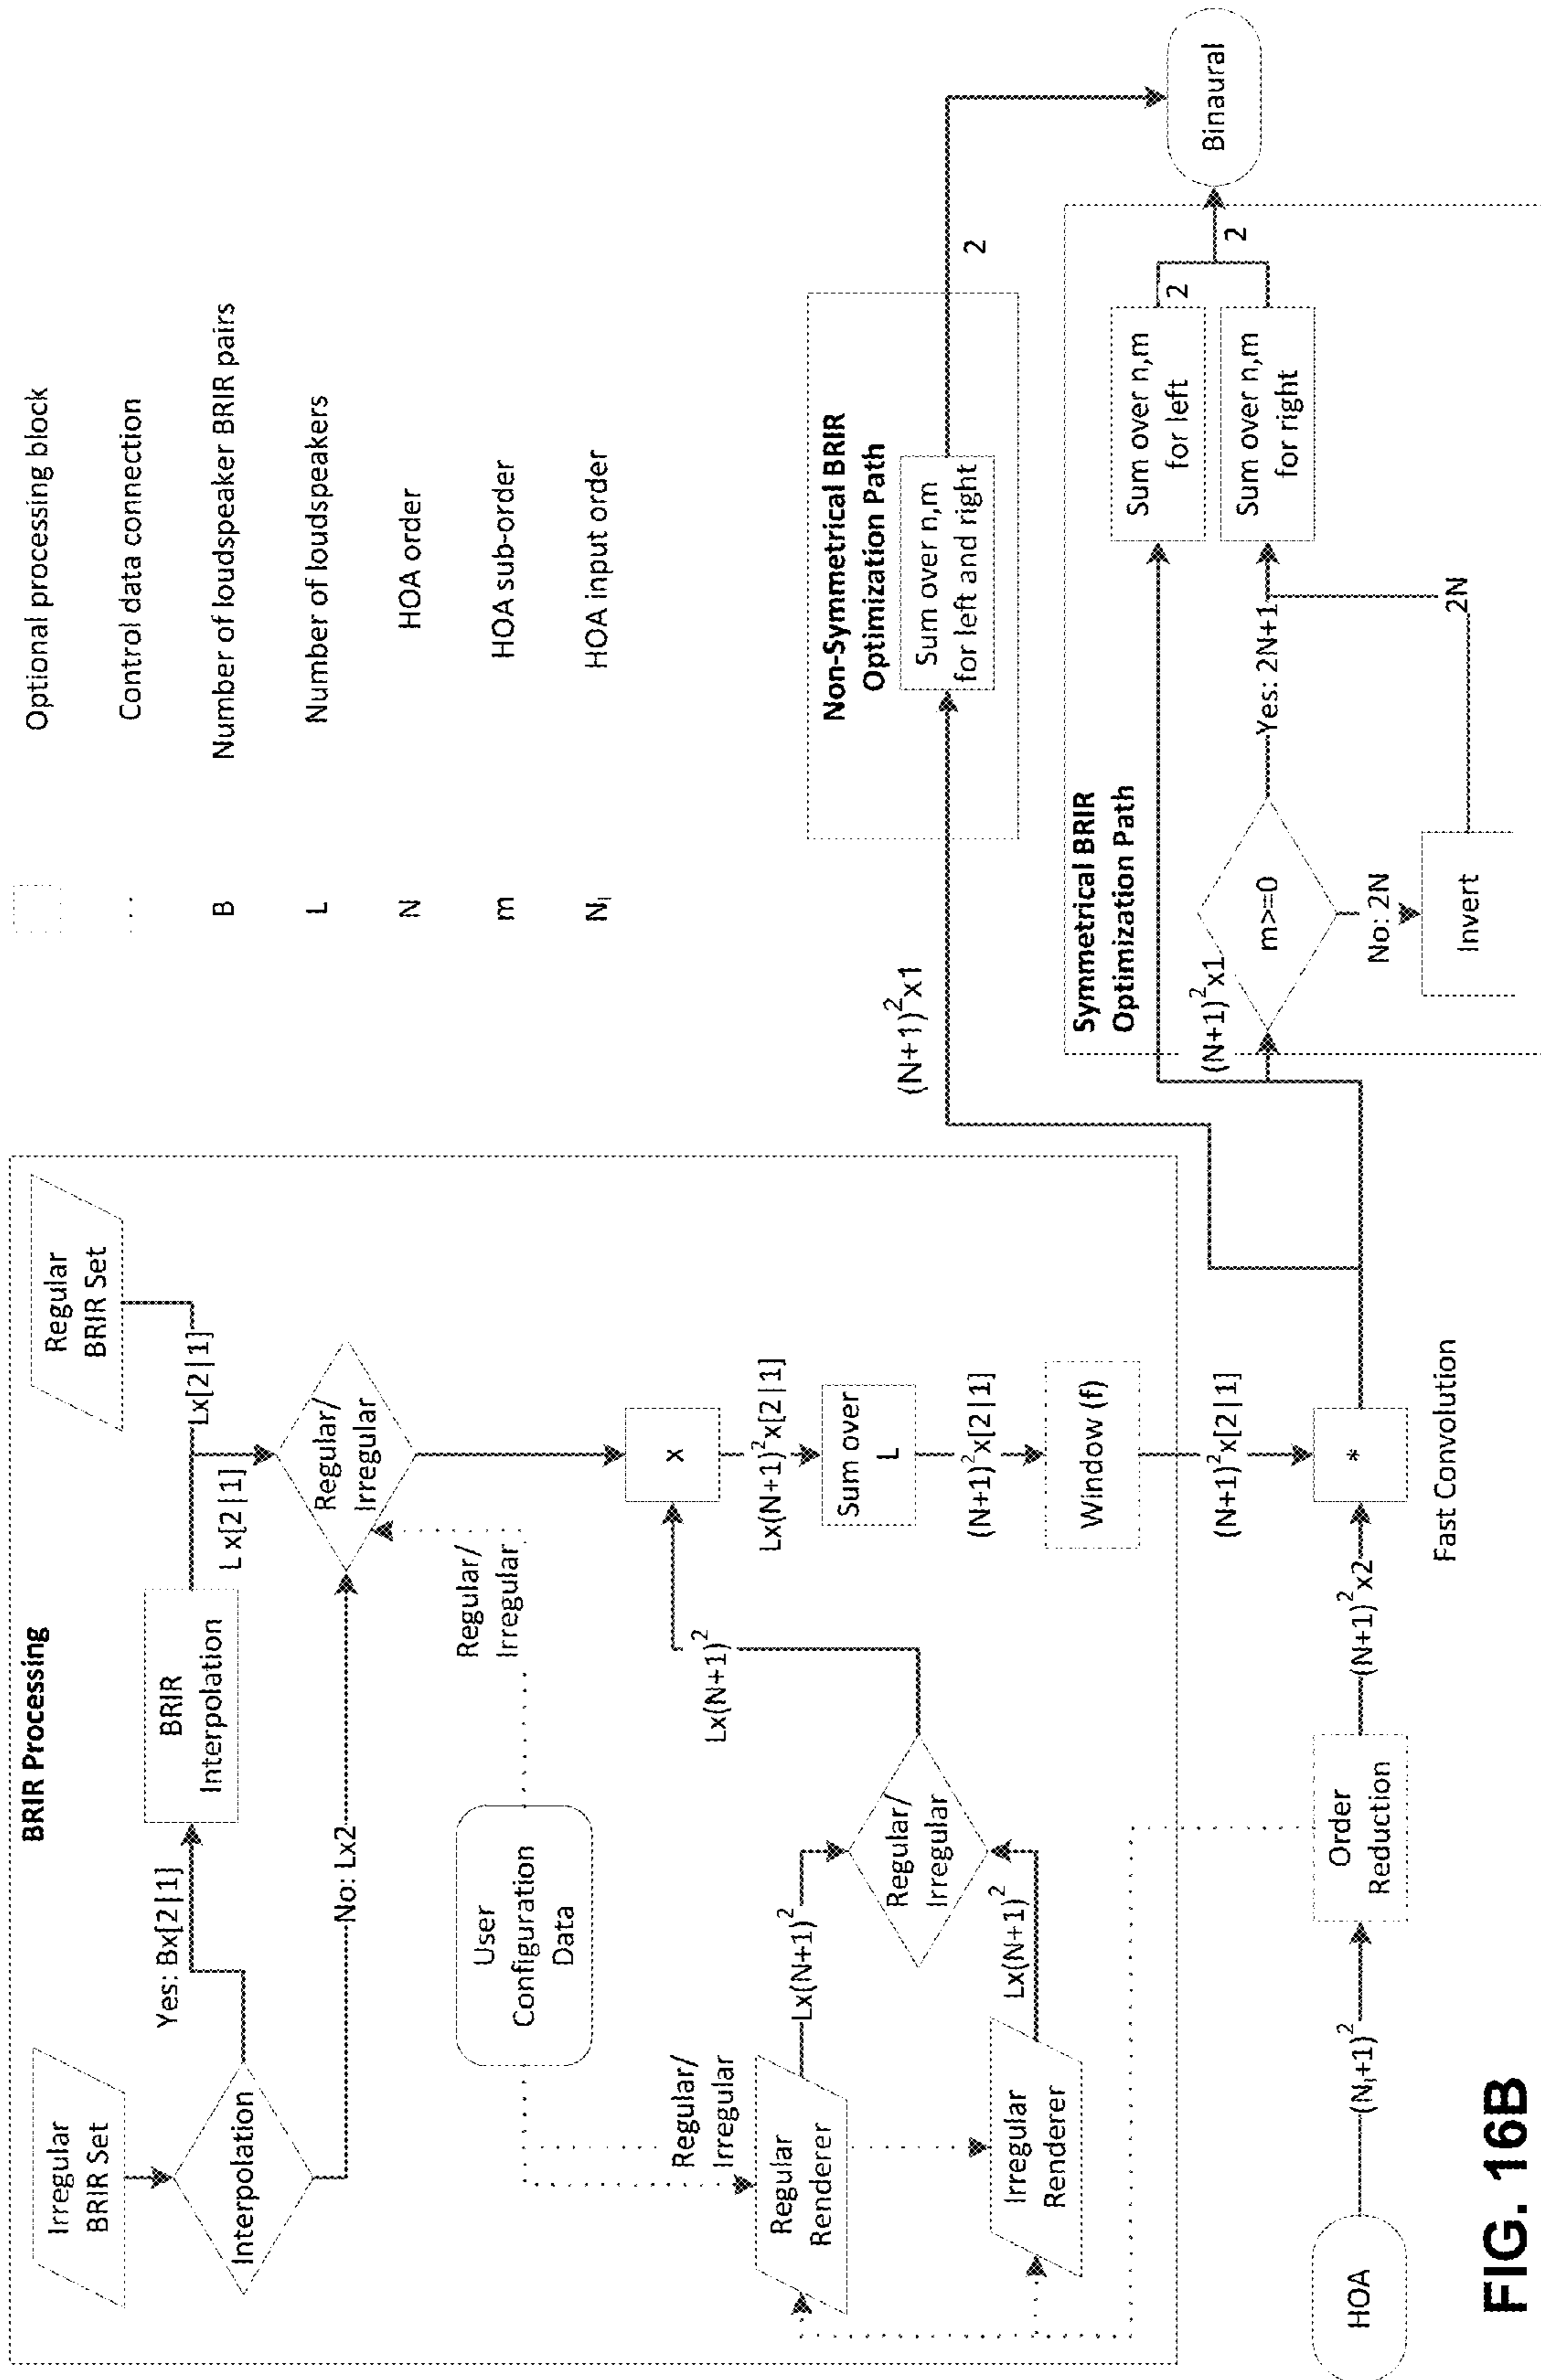 BRIR Processing
Irregular
BRIR Set
Interpolation
Yes: Bx[2|1]
BRIR
Interpolation
Regular
BRIR Set
Lx[2|1]
Lx[2|1]
No: Lx2
Regular/
Irregular
User
Configuration
Data
Regular/
Irregular
Regular/
Irregular
Regular
Renderer
Lx(N+1)²
Irregular
Renderer
Lx(N+1)²
Regular/
Irregular
Lx(N+1)²
x
Lx(N+1)²x[2|1]
Sum over
L
(N+1)²x[2|1]
Window (f)
(N+1)²x[2|1]
HOA
(Nᵢ+1)²
Order
Reduction
(N+1)²x2
*
Fast Convolution
Optional processing block
Control data connection
B Number of loudspeaker BRIR pairs
L Number of loudspeakers
N HOA order
m HOA sub-order
Nᵢ HOA input order
(N+1)²x1
Non-Symmetrical BRIR
Optimization Path
Sum over n,m
for left and right
2
Symmetrical BRIR
Optimization Path
(N+1)²x1
m>=0
Yes: 2N+1
No: 2N
Invert
2N
Sum over n,m
for left
2
Sum over n,m
for right
2
Binaural
FIG. 16B